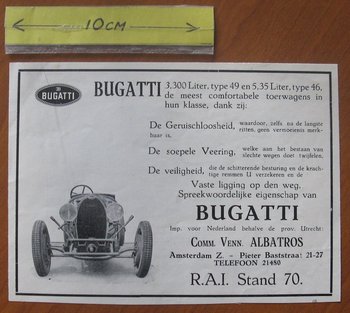 10CM
BUGATTI
BUGATTI 3.300 Liter, type 49 en 5.35 Liter, type 46,
de meest comfortabele toerwagens in
hun klasse, dank zij:
De Geruischloosheid, waardoor, zelfs na de langste
ritten, geen vermoeienis merk-
baar is.
De soepele Veering, welke aan het bestaan van
slechte wegen doet twijfelen.
De veiligheid, die de schitterende besturing en de krach-
tige remmen U verzekeren en de
Vaste ligging op den weg.
Spreekwoordelijke eigenschap van
BUGATTI
Imp. voor Nederland behalve de prov. Utrecht:
COMM. VENN. ALBATROS
Amsterdam Z. - Pieter Baststraat 21-27
TELEFOON 21480
R.A.I. Stand 70.